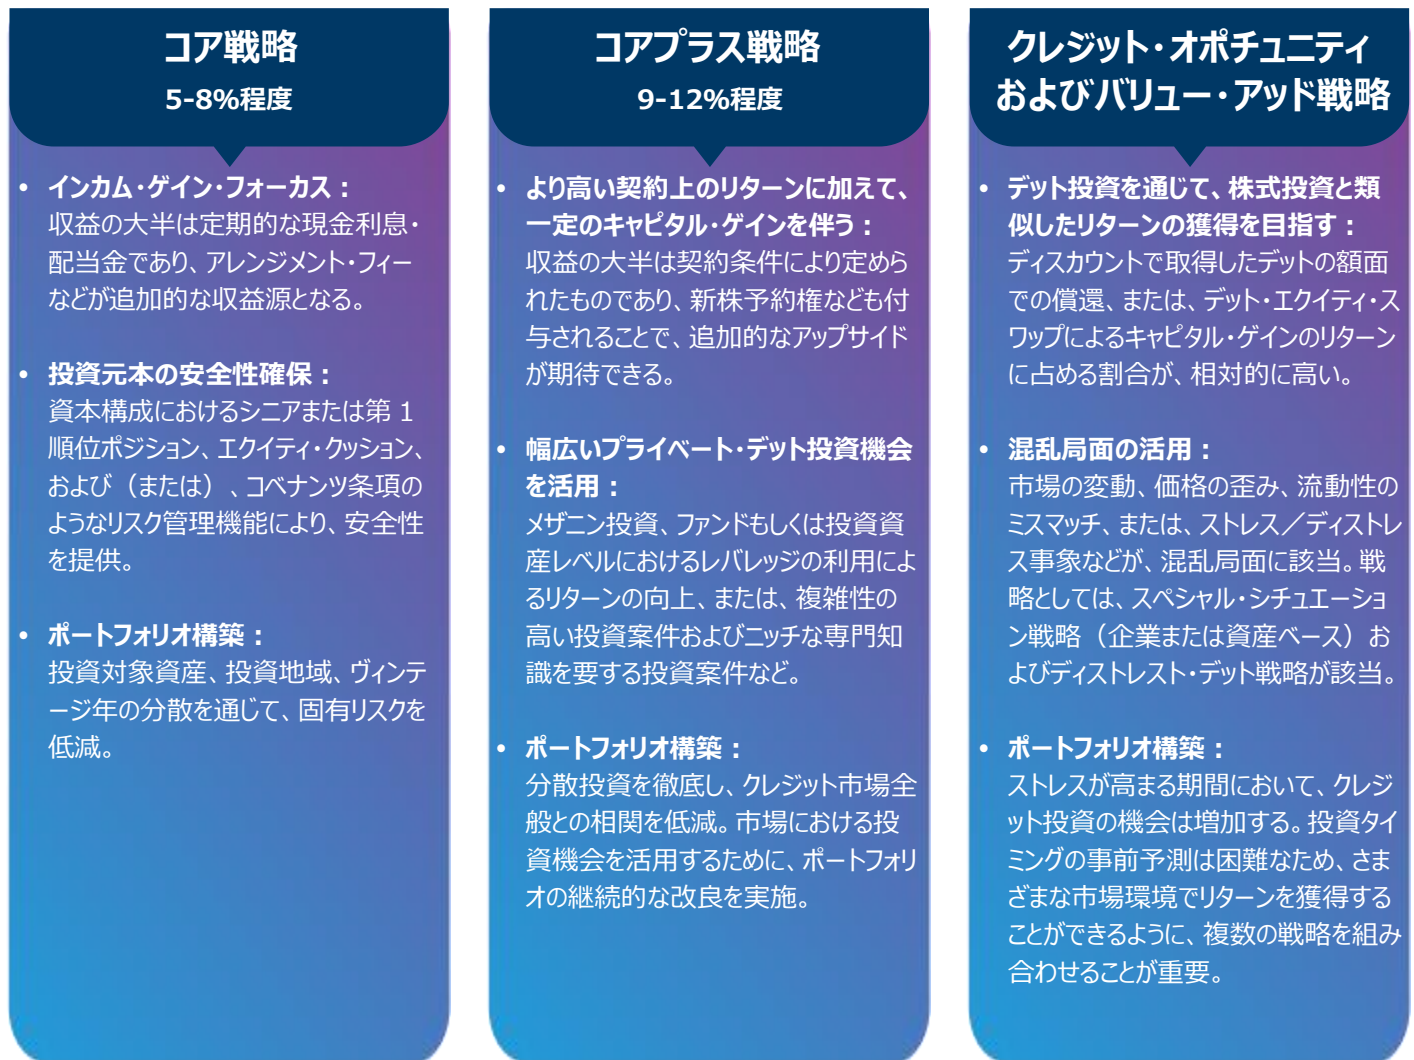 コア戦略
5-8%程度
• インカム・ゲイン・フォーカス：
収益の大半は定期的な現金利息・
配当金であり、アレンジメント・フィー
などが追加的な収益源となる。
• 投資元本の安全性確保：
資本構成におけるシニアまたは第 1
順位ポジション、エクイティ・クッション、
および（または）、コベナンツ条項の
ようなリスク管理機能により、安全性
を提供。
• ポートフォリオ構築：
投資対象資産、投資地域、ヴィンテ
ージ年の分散を通じて、固有リスクを
低減。
コアプラス戦略
9-12%程度
• より高い契約上のリターンに加えて、
一定のキャピタル・ゲインを伴う：
収益の大半は契約条件により定めら
れたものであり、新株予約権なども付
与されることで、追加的なアップサイド
が期待できる。
• 幅広いプライベート・デット投資機会
を活用：
メザニン投資、ファンドもしくは投資資
産レベルにおけるレバレッジの利用によ
るリターンの向上、または、複雑性の
高い投資案件およびニッチな専門知
識を要する投資案件など。
• ポートフォリオ構築：
分散投資を徹底し、クレジット市場全
般との相関を低減。市場における投
資機会を活用するために、ポートフォリ
オの継続的な改良を実施。
クレジット・オポチュニティ
およびバリュー・アッド戦略
• デット投資を通じて、株式投資と類
似したリターンの獲得を目指す：
ディスカウントで取得したデットの額面
での償還、または、デット・エクイティ・ス
ワップによるキャピタル・ゲインのリターン
に占める割合が、相対的に高い。
• 混乱局面の活用：
市場の変動、価格の歪み、流動性の
ミスマッチ、または、ストレス／ディストレ
ス事象などが、混乱局面に該当。戦
略としては、スペシャル・シチュエーショ
ン戦略（企業または資産ベース）お
よびディストレスト・デット戦略が該当。
• ポートフォリオ構築：
ストレスが高まる期間において、クレジ
ット投資の機会は増加する。投資タイ
ミングの事前予測は困難なため、さま
ざまな市場環境でリターンを獲得する
ことができるように、複数の戦略を組み
合わせることが重要。